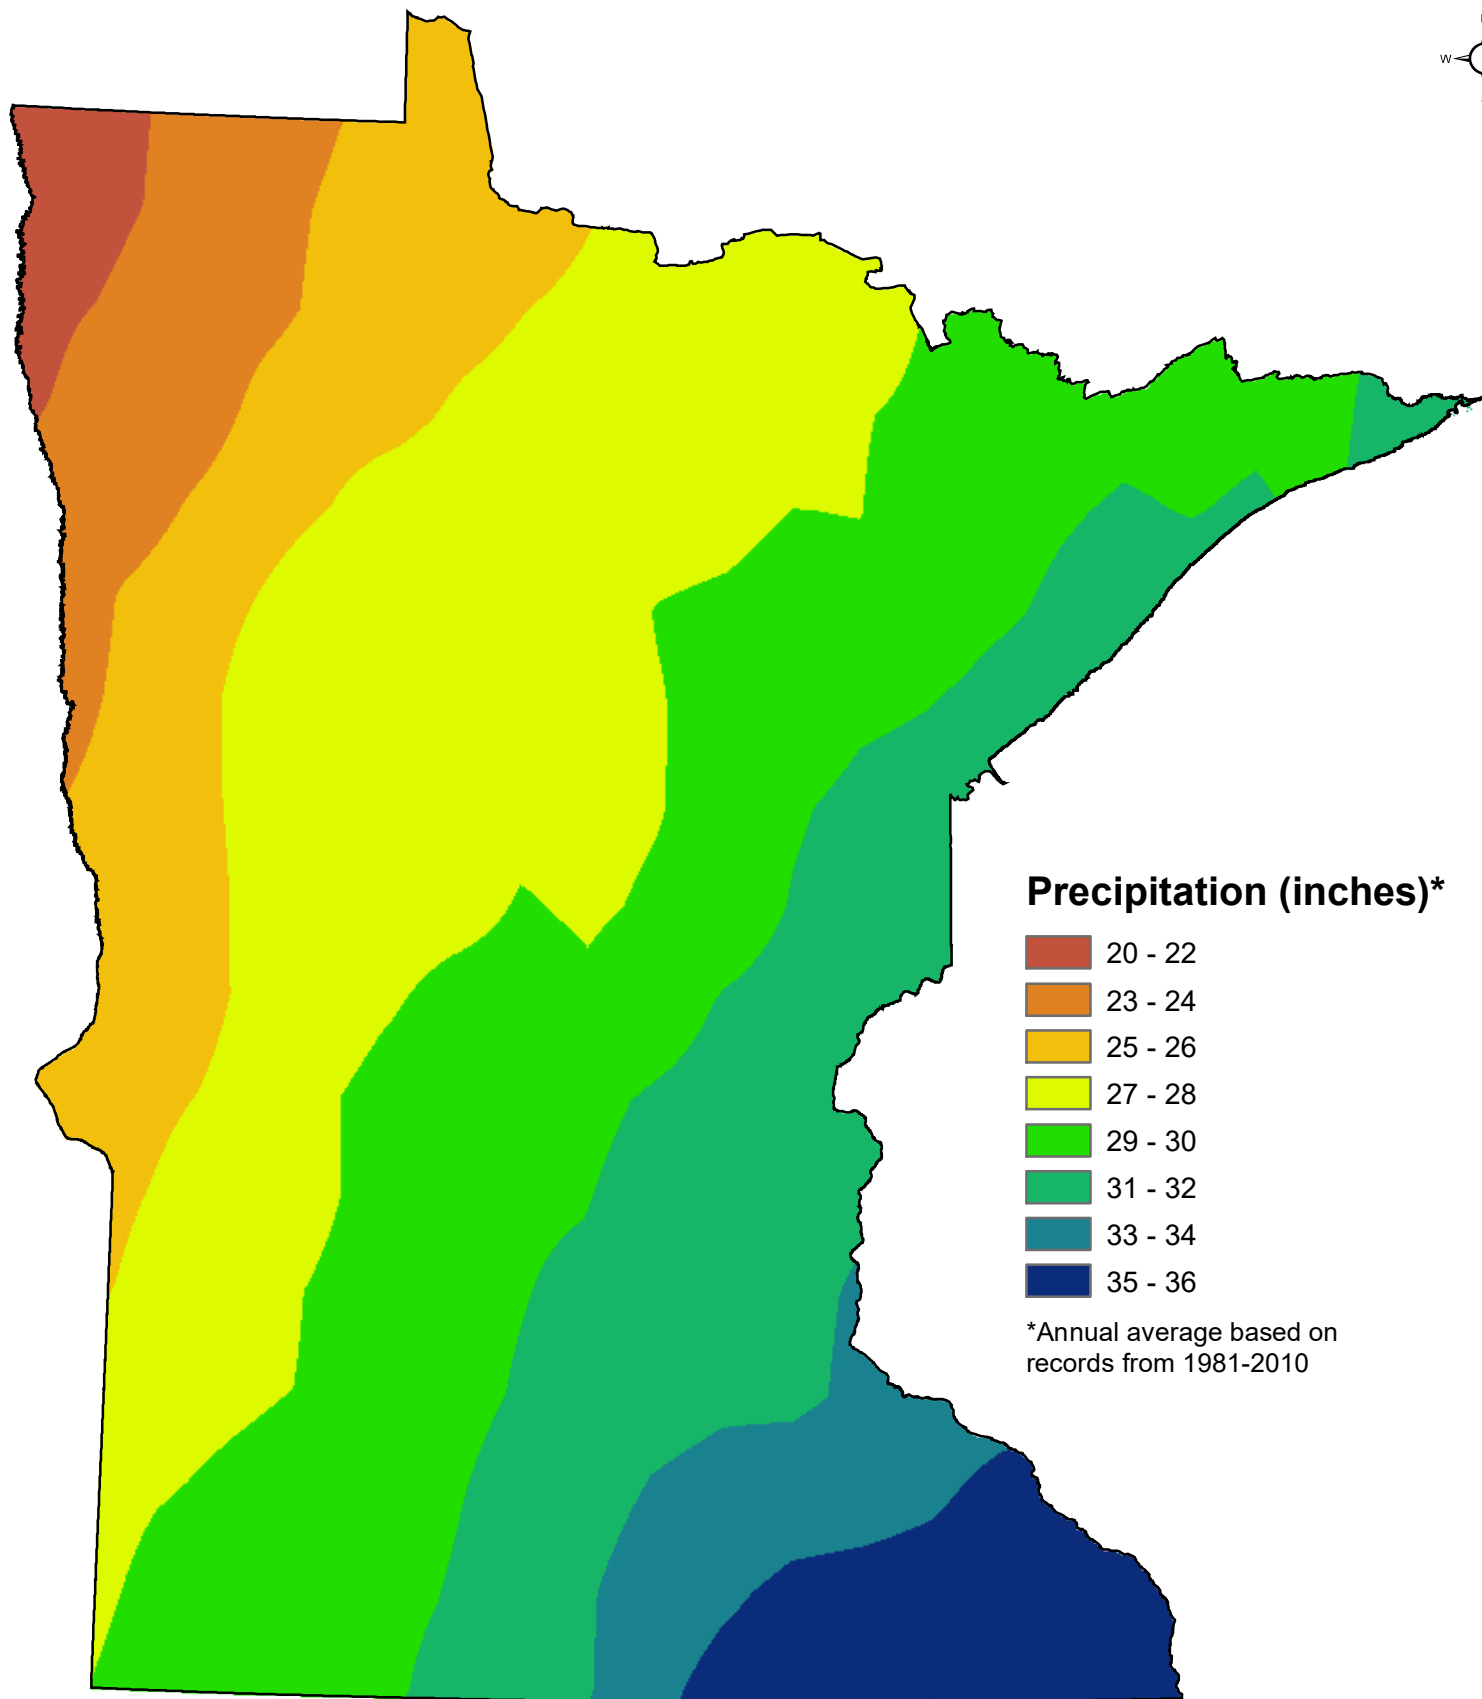 W
Precipitation (inches)*
20 - 22
23 - 24
25 - 26
27 - 28
29 - 30
31 - 32
33 - 34
35 - 36
*Annual average based on
records from 1981-2010